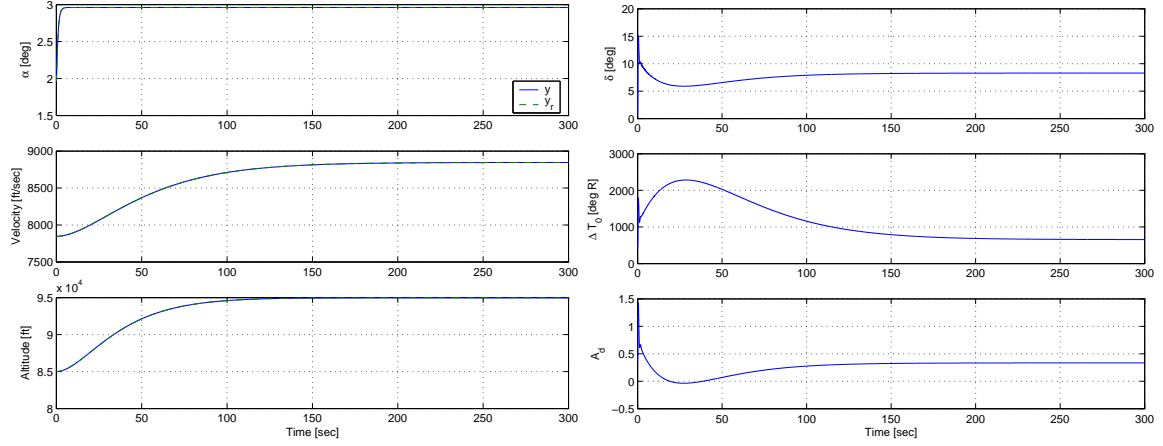 3
2.5
2
1.5
α [deg]
y
y_r
0 50 100 150 200 250 300
9000
8500
8000
7500
Velocity [ft/sec]
0 50 100 150 200 250 300
x 10^4
9.5
9
8.5
8
Altitude [ft]
0 50 100 150 200 250 300
Time [sec]
20
15
10
5
0
δ [deg]
0 50 100 150 200 250 300
3000
2000
1000
0
Δ T_0 [deg R]
0 50 100 150 200 250 300
1.5
1
0.5
0
−0.5
A_d
0 50 100 150 200 250 300
Time [sec]